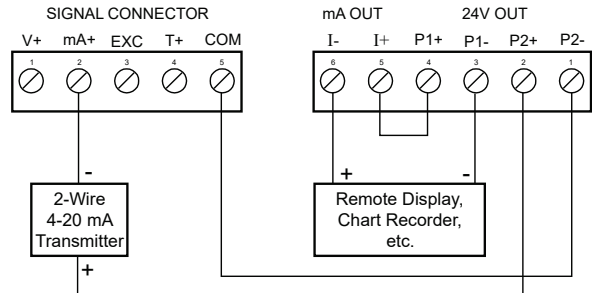 SIGNAL CONNECTOR
mA OUT 24V OUT
V+ mA+ EXC T+ COM
I- I+ P1+ P1- P2+ P2-
1 2 3 4 5
6 5 4 3 2 1
-
+ -
2-Wire
4-20 mA
Transmitter
Remote Display,
Chart Recorder,
etc.
+